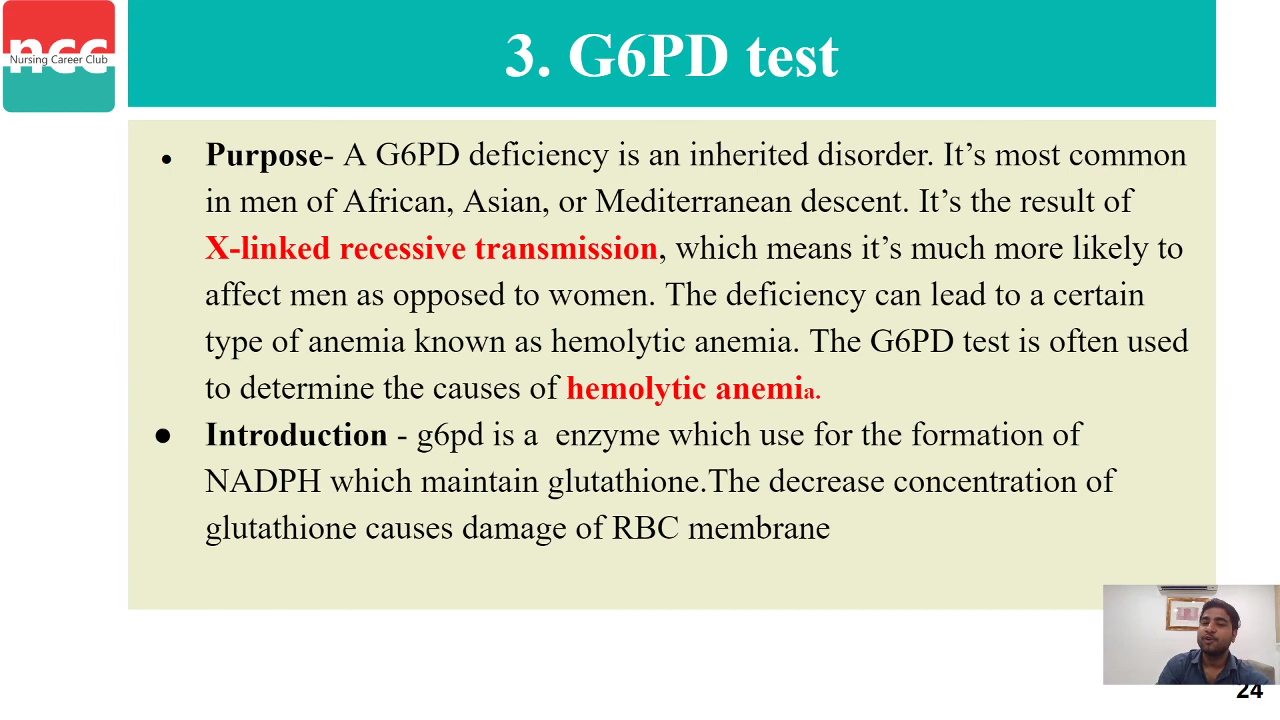 ncc
Nursing Career Club
3. G6PD test
● Purpose- A G6PD deficiency is an inherited disorder. It’s most common
in men of African, Asian, or Mediterranean descent. It’s the result of
X-linked recessive transmission, which means it’s much more likely to
affect men as opposed to women. The deficiency can lead to a certain
type of anemia known as hemolytic anemia. The G6PD test is often used
to determine the causes of hemolytic anemia.
● Introduction - g6pd is a  enzyme which use for the formation of
NADPH which maintain glutathione.The decrease concentration of
glutathione causes damage of RBC membrane
24